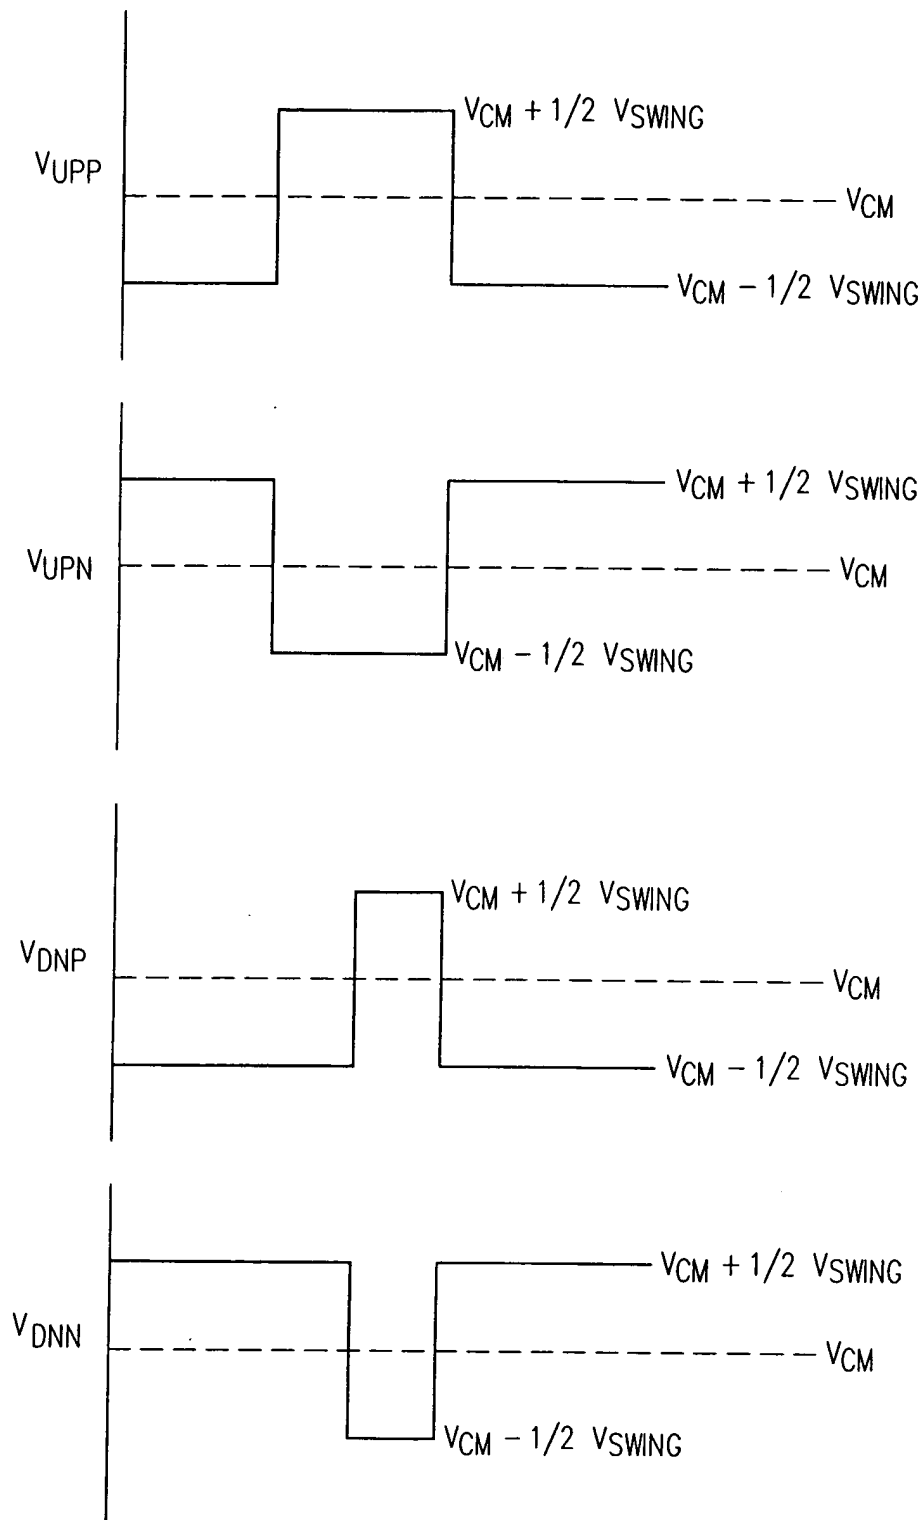 VCM + 1/2 VSWING
VUPP
VCM
VCM – 1/2 VSWING
VCM + 1/2 VSWING
VUPN
VCM
VCM – 1/2 VSWING
VCM + 1/2 VSWING
VDNP
VCM
VCM – 1/2 VSWING
VCM + 1/2 VSWING
VDNN
VCM
VCM – 1/2 VSWING